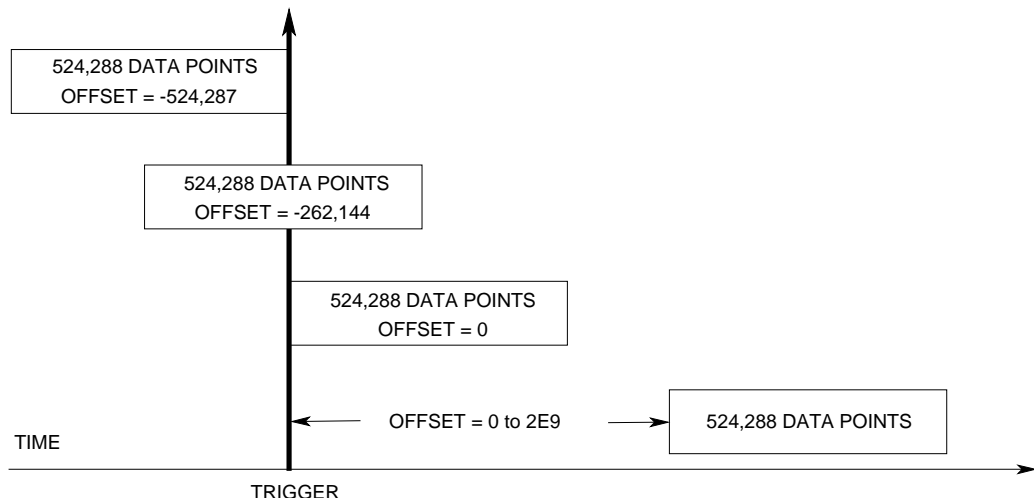 524,288 DATA POINTS
OFFSET = -524,287
524,288 DATA POINTS
OFFSET = -262,144
524,288 DATA POINTS
OFFSET = 0
OFFSET = 0 to 2E9
524,288 DATA POINTS
TIME
TRIGGER